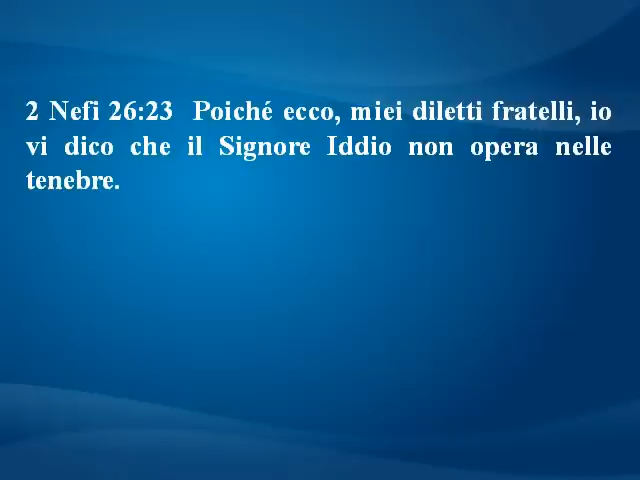 2 Nefi 26:23  Poiché ecco, miei diletti fratelli, io
vi dico che il Signore Iddio non opera nelle
tenebre.